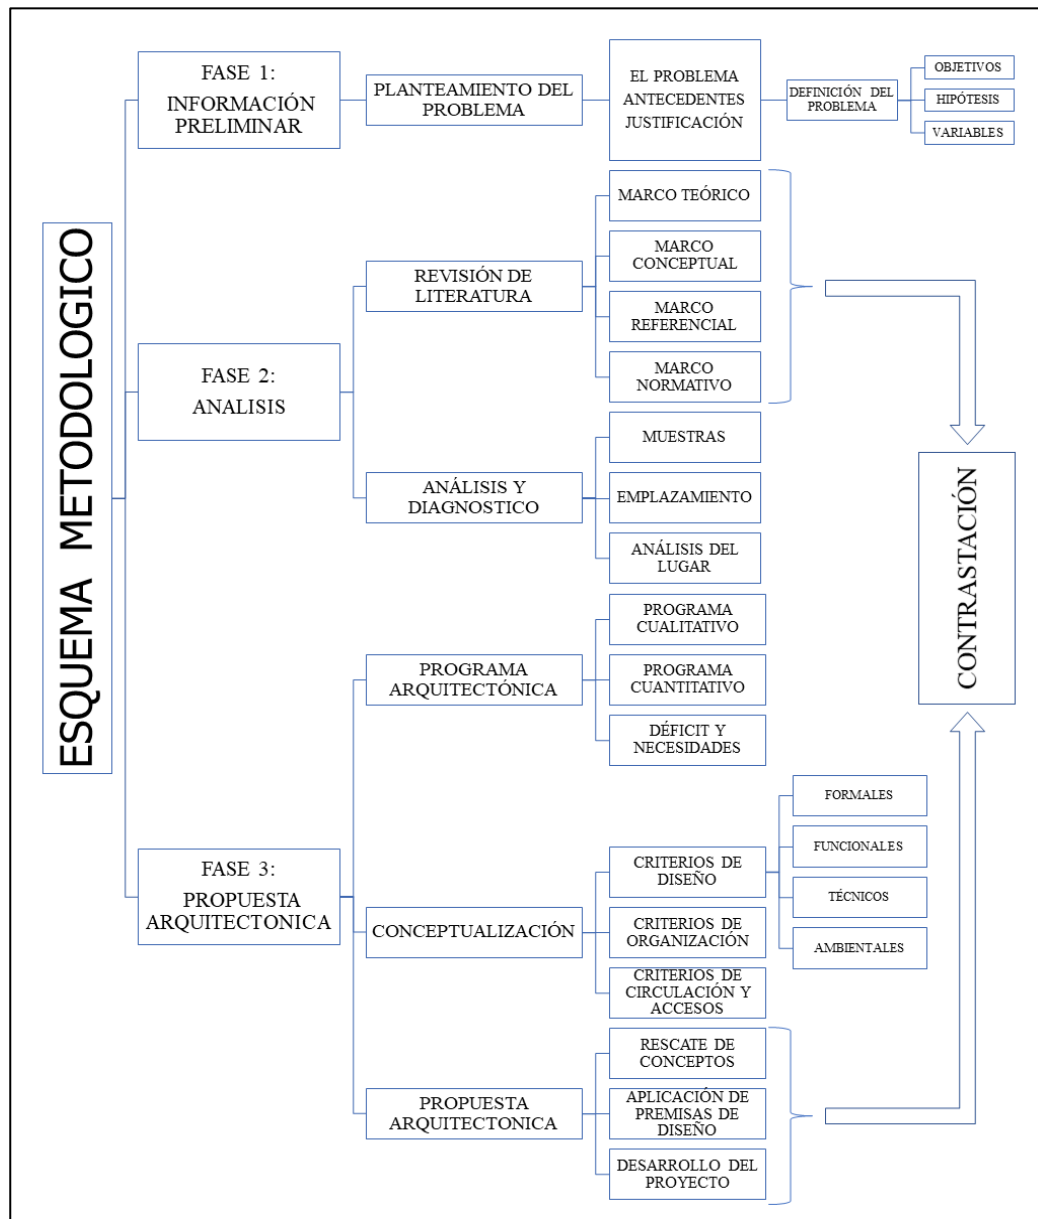 ESQUEMA METODOLOGICO
FASE 1:
INFORMACIÓN
PRELIMINAR
PLANTEAMIENTO DEL
PROBLEMA
EL PROBLEMA
ANTECEDENTES
JUSTIFICACIÓN
DEFINICIÓN DEL
PROBLEMA
OBJETIVOS
HIPÓTESIS
VARIABLES
FASE 2:
ANALISIS
REVISIÓN DE
LITERATURA
MARCO TEÓRICO
MARCO
CONCEPTUAL
MARCO
REFERENCIAL
MARCO
NORMATIVO
ANÁLISIS Y
DIAGNOSTICO
MUESTRAS
EMPLAZAMIENTO
ANÁLISIS DEL
LUGAR
FASE 3:
PROPUESTA
ARQUITECTONICA
PROGRAMA
ARQUITECTÓNICA
PROGRAMA
CUALITATIVO
PROGRAMA
CUANTITATIVO
DÉFICIT Y
NECESIDADES
CONCEPTUALIZACIÓN
CRITERIOS DE
DISEÑO
FORMALES
FUNCIONALES
TÉCNICOS
AMBIENTALES
CRITERIOS DE
ORGANIZACIÓN
CRITERIOS DE
CIRCULACIÓN Y
ACCESOS
PROPUESTA
ARQUITECTONICA
RESCATE DE
CONCEPTOS
APLICACIÓN DE
PREMISAS DE
DISEÑO
DESARROLLO DEL
PROYECTO
CONTRASTACIÓN